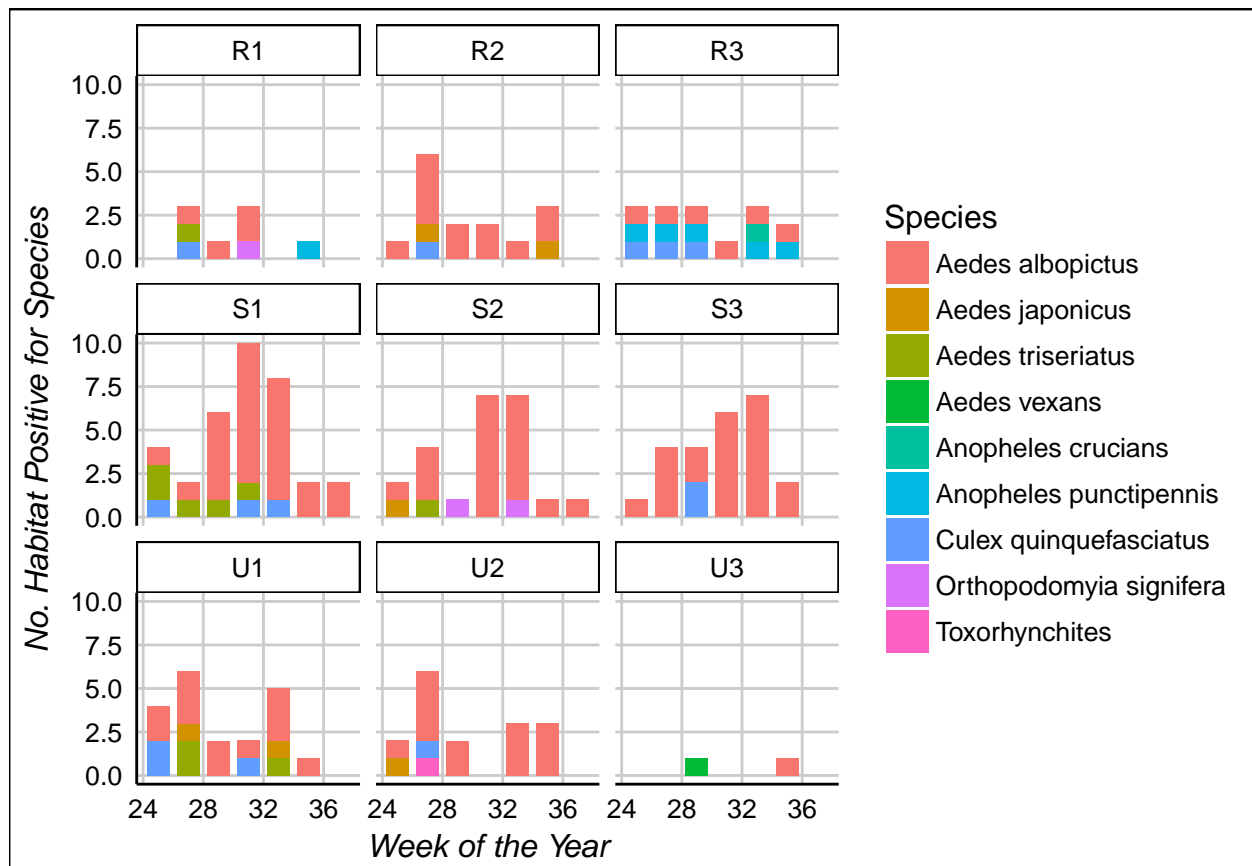 R1
R2
R3
10.0
7.5
5.0
2.5
0.0
S1
S2
S3
10.0
7.5
5.0
2.5
0.0
U1
U2
U3
10.0
7.5
5.0
2.5
0.0
24 28 32 36
24 28 32 36
24 28 32 36
Week of the Year
No. Habitat Positive for Species
Species
Aedes albopictus
Aedes japonicus
Aedes triseriatus
Aedes vexans
Anopheles crucians
Anopheles punctipennis
Culex quinquefasciatus
Orthopodomyia signifera
Toxorhynchites